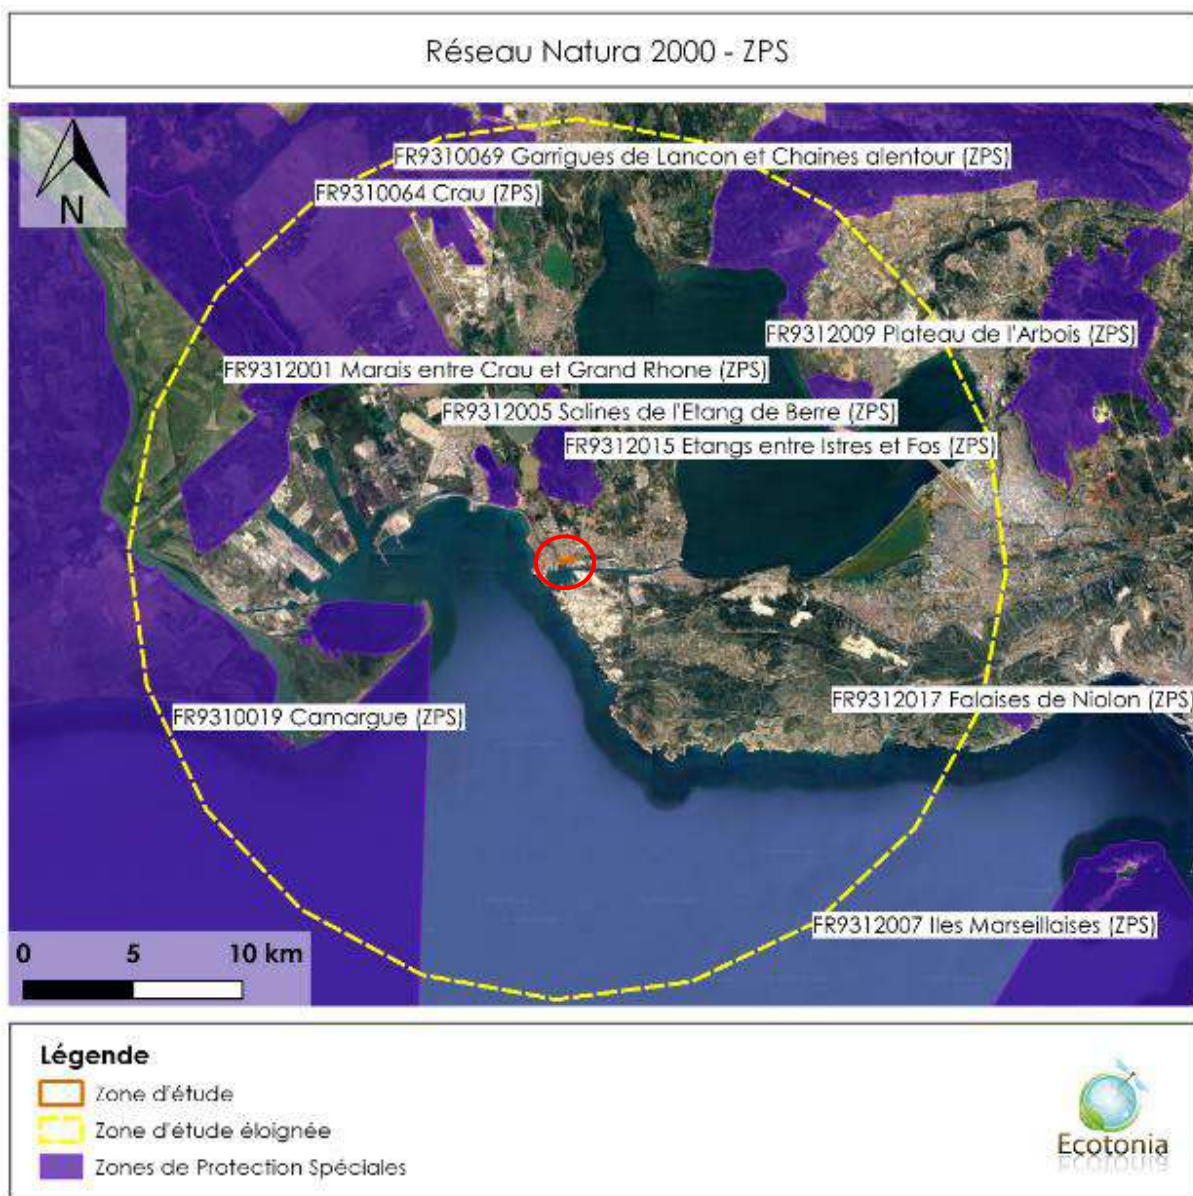 Réseau Natura 2000 - ZPS
N
FR9310069 Garrigues de Lancon et Chaines alentour (ZPS)
FR9310064 Crau (ZPS)
FR9312009 Plateau de l'Arbois (ZPS)
FR9312001 Marais entre Crau et Grand Rhone (ZPS)
FR9312005 Salines de l'Etang de Berre (ZPS)
FR9312015 Etangs entre Istres et Fos (ZPS)
FR9312017 Falaises de Niolon (ZPS)
FR9310019 Camargue (ZPS)
FR9312007 Iles Marseillaises (ZPS)
0 5 10 km
Légende
Zone d'étude
Zone d'étude éloignée
Zones de Protection Spéciales
Ecotonia